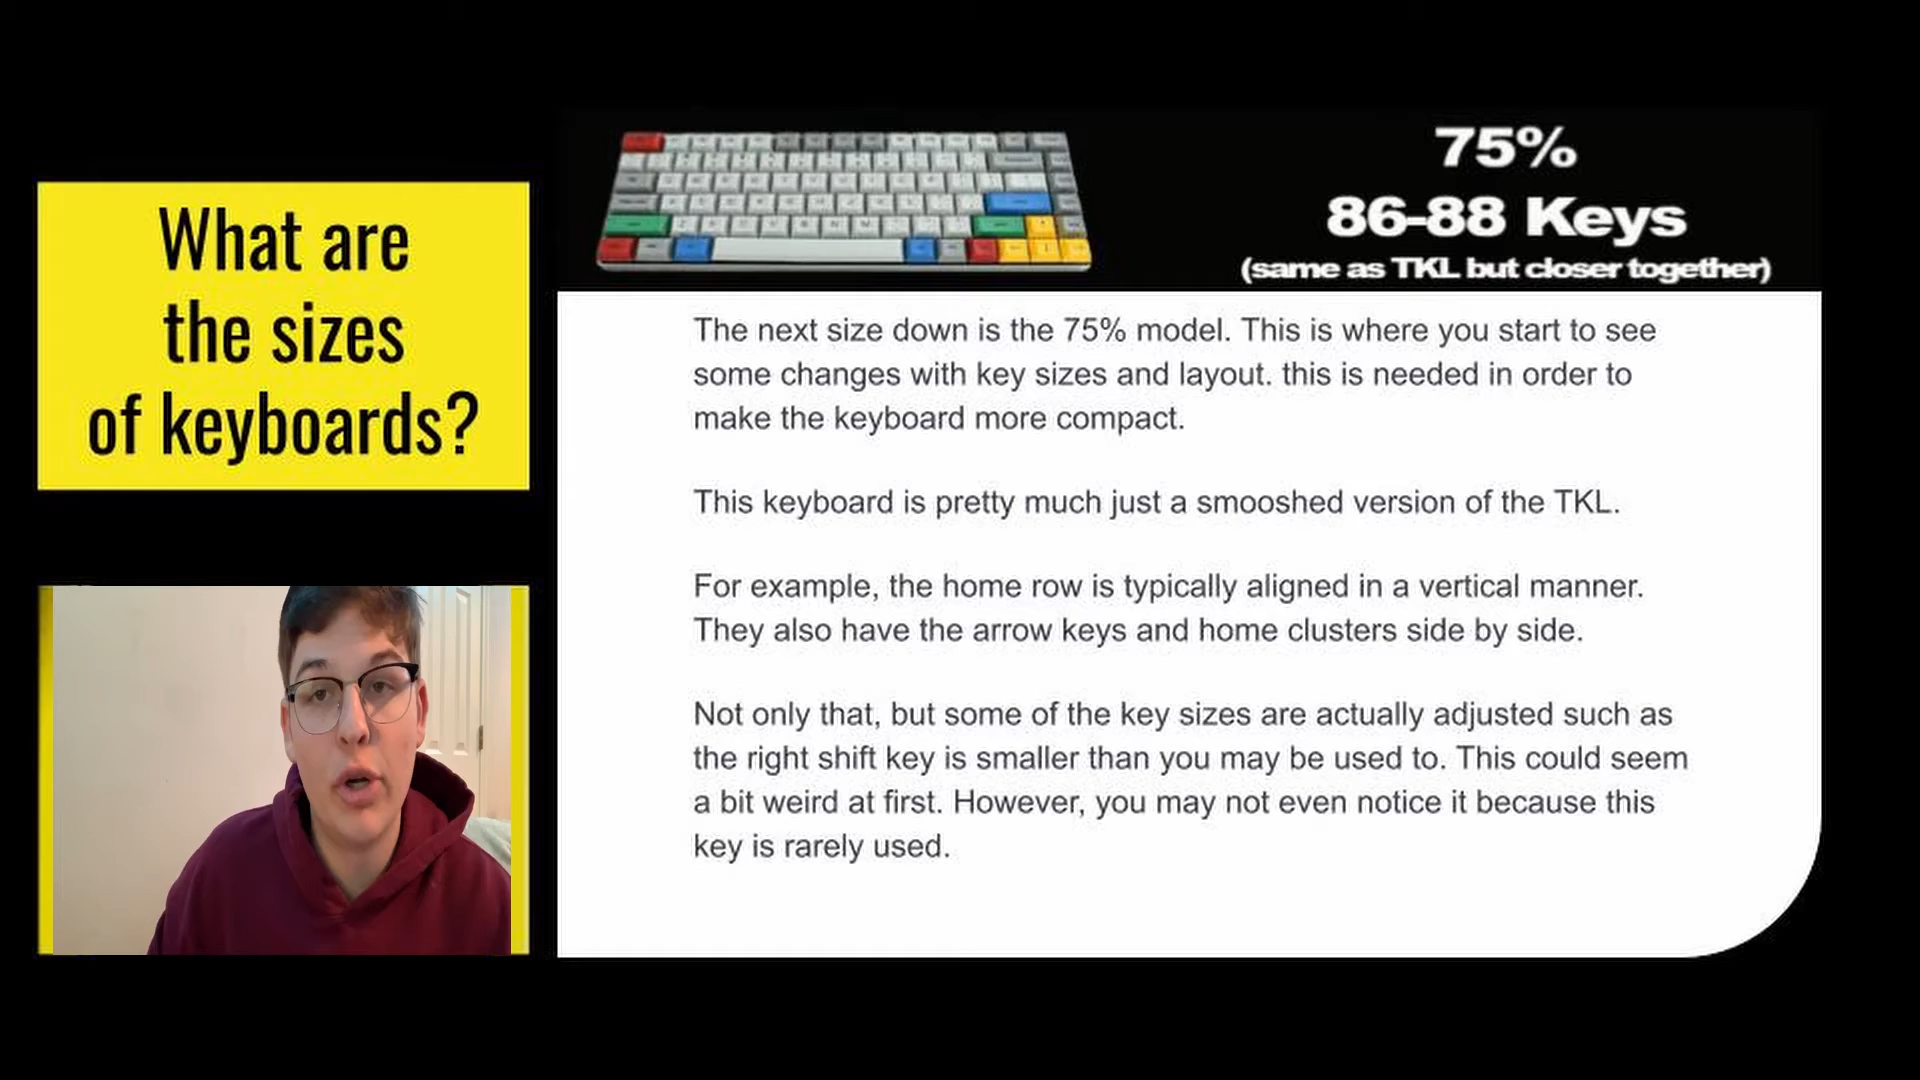 What are
the sizes
of keyboards?
75%
86-88 Keys
(same as TKL but closer together)
The next size down is the 75% model. This is where you start to see
some changes with key sizes and layout. this is needed in order to
make the keyboard more compact.
This keyboard is pretty much just a smooshed version of the TKL.
For example, the home row is typically aligned in a vertical manner.
They also have the arrow keys and home clusters side by side.
Not only that, but some of the key sizes are actually adjusted such as
the right shift key is smaller than you may be used to. This could seem
a bit weird at first. However, you may not even notice it because this
key is rarely used.